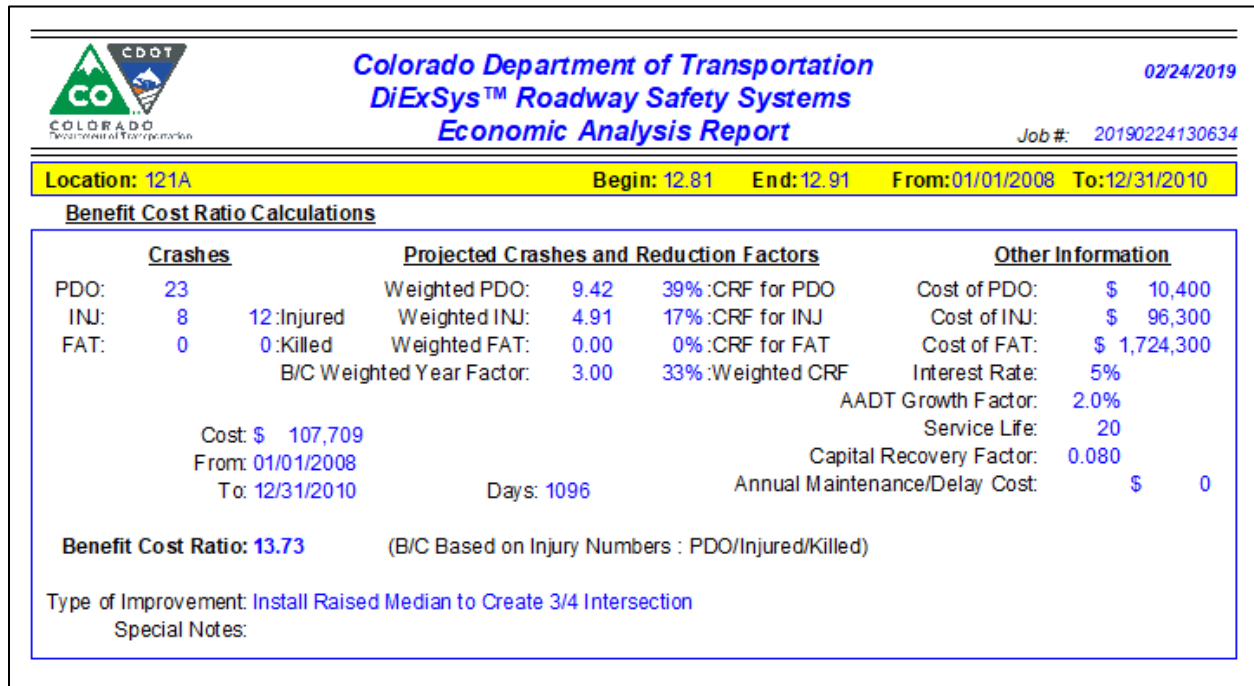 CDOT
CO
COLORADO
Department of Transportation
Colorado Department of Transportation
DiExSys™ Roadway Safety Systems
Economic Analysis Report
02/24/2019
Job #: 20190224130634
Location: 121A Begin: 12.81 End: 12.91 From: 01/01/2008 To: 12/31/2010
Benefit Cost Ratio Calculations
Crashes Projected Crashes and Reduction Factors Other Information
PDO: 23 Weighted PDO: 9.42 39% :CRF for PDO Cost of PDO: $ 10,400
INJ: 8 12 :Injured Weighted INJ: 4.91 17% :CRF for INJ Cost of INJ: $ 96,300
FAT: 0 0 :Killed Weighted FAT: 0.00 0% :CRF for FAT Cost of FAT: $ 1,724,300
B/C Weighted Year Factor: 3.00 33% :Weighted CRF Interest Rate: 5%
AADT Growth Factor: 2.0%
Cost: $ 107,709 Service Life: 20
From: 01/01/2008 Capital Recovery Factor: 0.080
To: 12/31/2010 Days: 1096 Annual Maintenance/Delay Cost: $ 0
Benefit Cost Ratio: 13.73 (B/C Based on Injury Numbers : PDO/Injured/Killed)
Type of Improvement: Install Raised Median to Create 3/4 Intersection
Special Notes: